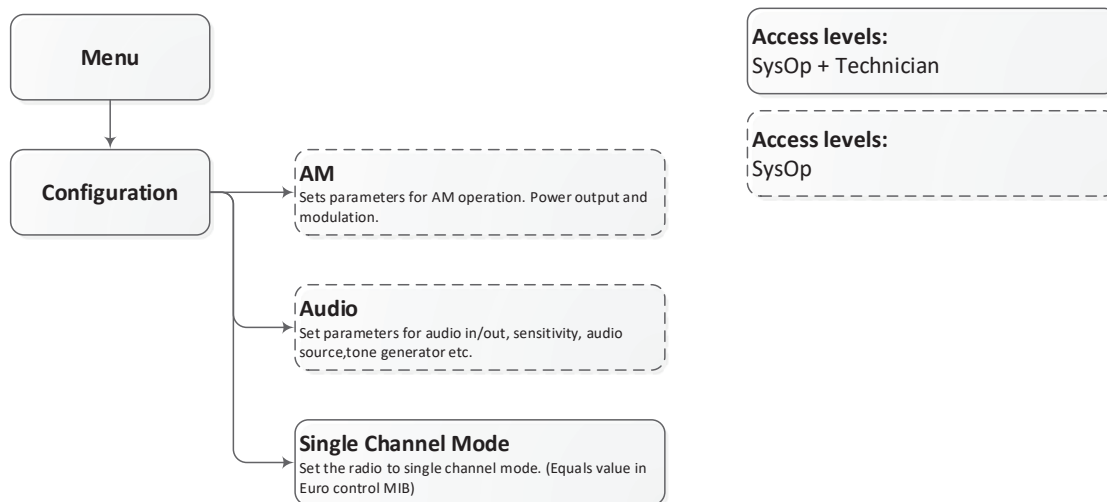 Menu
Access levels:
SysOp + Technician
Access levels:
SysOp
Configuration
AM
Sets parameters for AM operation. Power output and
modulation.
Audio
Set parameters for audio in/out, sensitivity, audio
source,tone generator etc.
Single Channel Mode
Set the radio to single channel mode. (Equals value in
Euro control MIB)